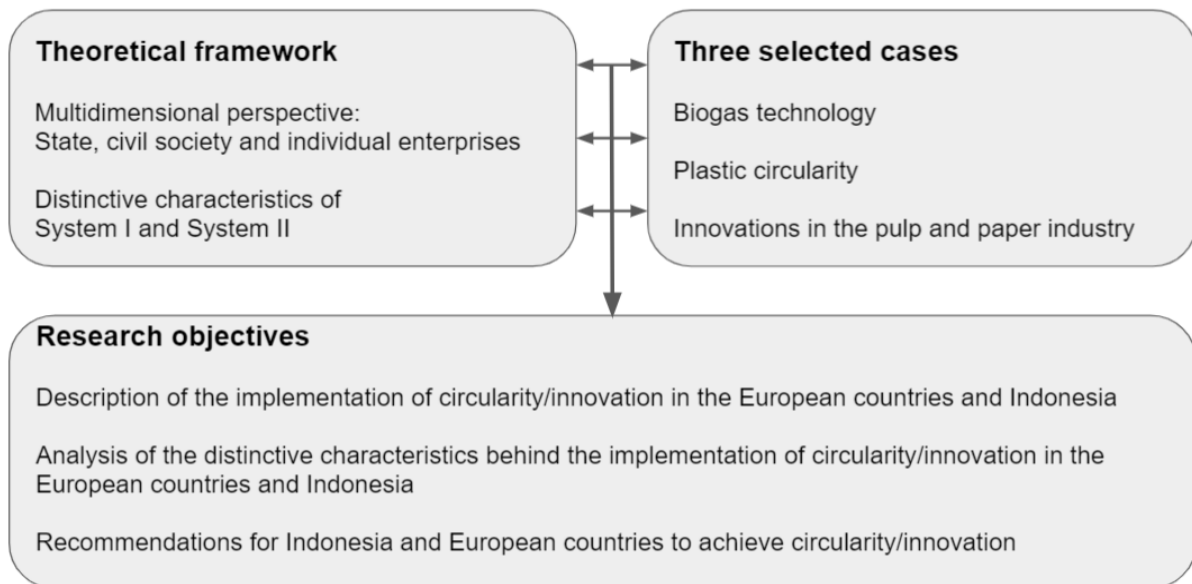 Theoretical framework
Multidimensional perspective:
State, civil society and individual enterprises
Distinctive characteristics of
System I and System II
Three selected cases
Biogas technology
Plastic circularity
Innovations in the pulp and paper industry
Research objectives
Description of the implementation of circularity/innovation in the European countries and Indonesia
Analysis of the distinctive characteristics behind the implementation of circularity/innovation in the
European countries and Indonesia
Recommendations for Indonesia and European countries to achieve circularity/innovation